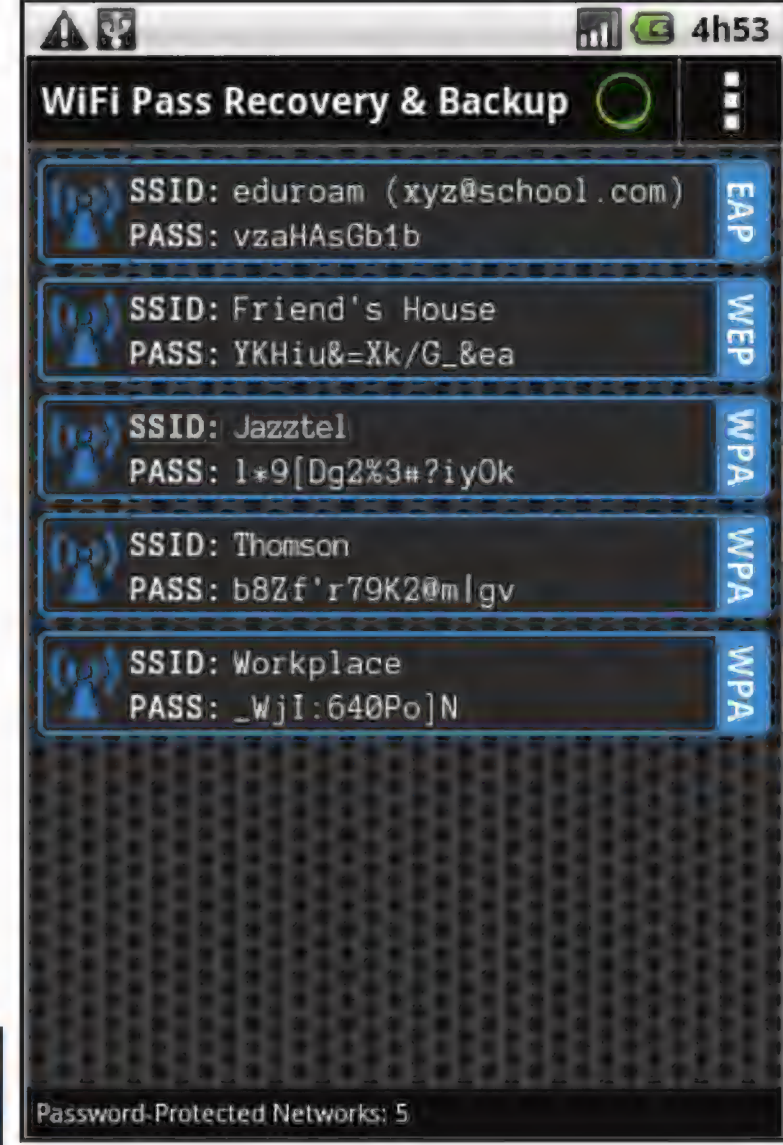 4h53
WiFi Pass Recovery & Backup
SSID: eduroam (xyz@school.com)
PASS: vzaHAsGb1b
EAP
SSID: Friend's House
PASS: YKHiu&=Xk/G_&ea
WEP
SSID: Jazztel
PASS: l*9[Dg2%3#?iyOk
WPA
SSID: Thomson
PASS: b8Zf'r79K2@m|gv
WPA
SSID: Workplace
PASS: _WjI:640Po]N
WPA
Password-Protected Networks: 5